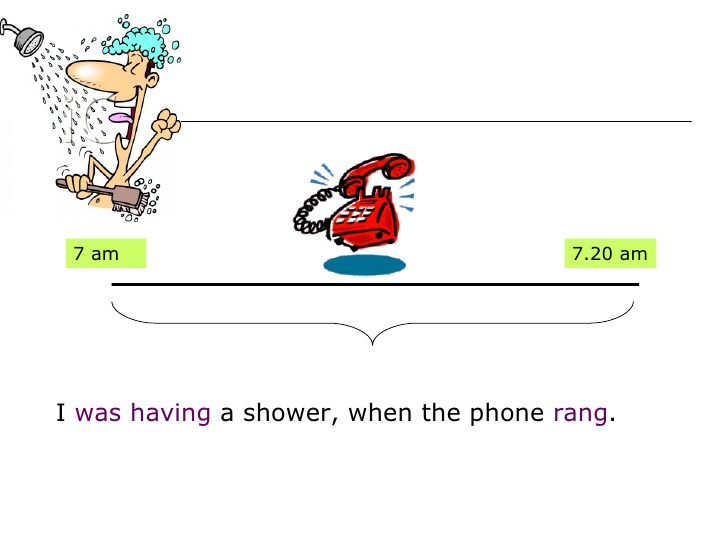 7 am
7.20 am
I was having a shower, when the phone rang.